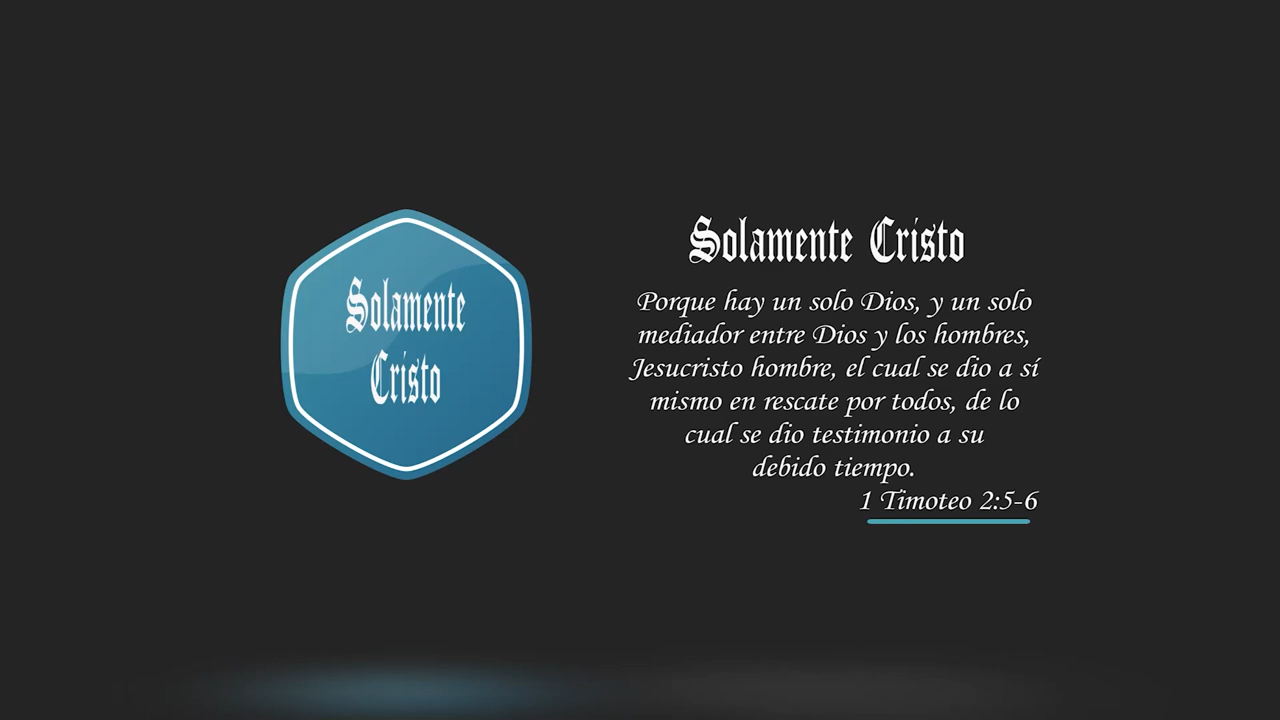 Solamente
Cristo
Solamente Cristo
Porque hay un solo Dios, y un solo
mediador entre Dios y los hombres,
Jesucristo hombre, el cual se dio a sí
mismo en rescate por todos, de lo
cual se dio testimonio a su
debido tiempo.
1 Timoteo 2:5-6